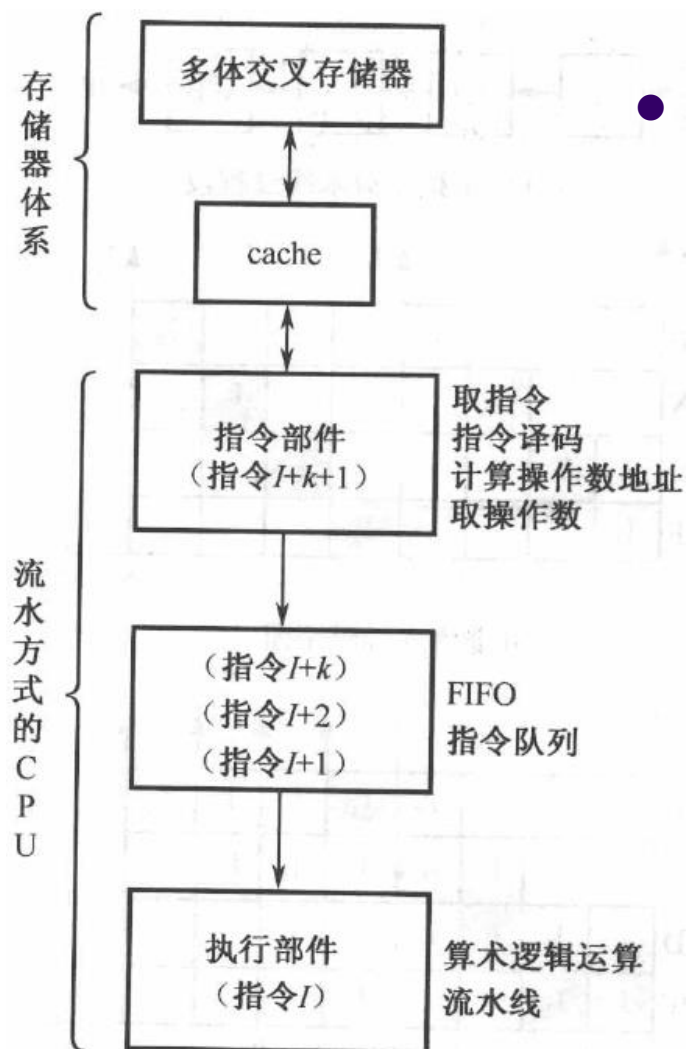 存储器体系
多体交叉存储器
cache
流水方式的CPU
指令部件
(指令I+k+1)
取指令
指令译码
计算操作数地址
取操作数
(指令I+k)
(指令I+2)
(指令I+1)
FIFO
指令队列
执行部件
(指令I)
算术逻辑运算
流水线